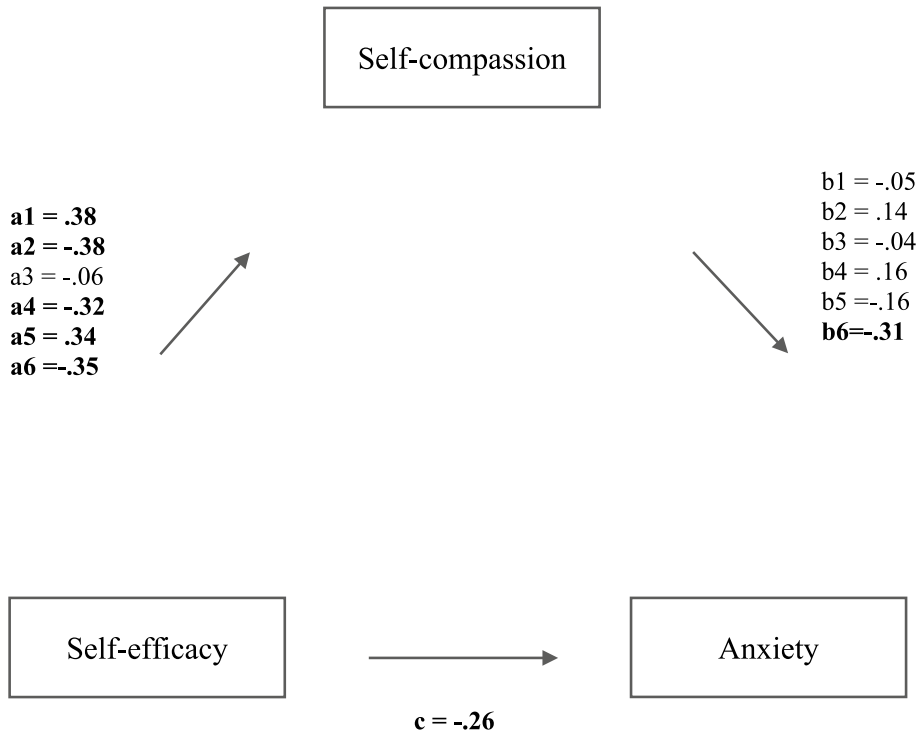 Self-compassion
a1 = .38
a2 = -.38
a3 = -.06
a4 = -.32
a5 = .34
a6 =-.35
b1 = -.05
b2 = .14
b3 = -.04
b4 = .16
b5 =-.16
b6=-.31
Self-efficacy
Anxiety
c = -.26